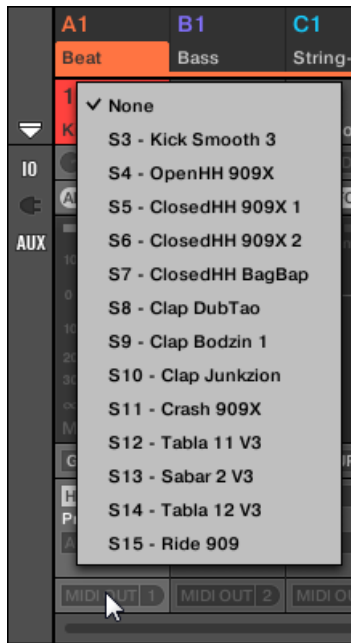 A1 B1 C1
Beat Bass String-
1
K
✓ None
S3 - Kick Smooth 3
S4 - OpenHH 909X
IO
S5 - ClosedHH 909X 1
S6 - ClosedHH 909X 2
AUX
S7 - ClosedHH BagBap
S8 - Clap DubTao
S9 - Clap Bodzin 1
S10 - Clap Junkzion
S11 - Crash 909X
S12 - Tabla 11 V3
S13 - Sabar 2 V3
S14 - Tabla 12 V3
S15 - Ride 909
MIDI OUT 1 MIDI OUT 2 MIDI OU